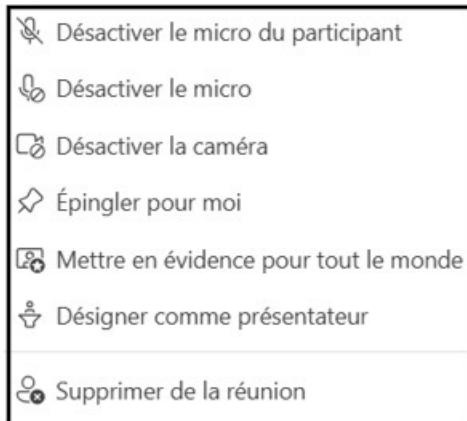 Désactiver le micro du participant
Désactiver le micro
Désactiver la caméra
Épingler pour moi
Mettre en évidence pour tout le monde
Désigner comme présentateur
Supprimer de la réunion